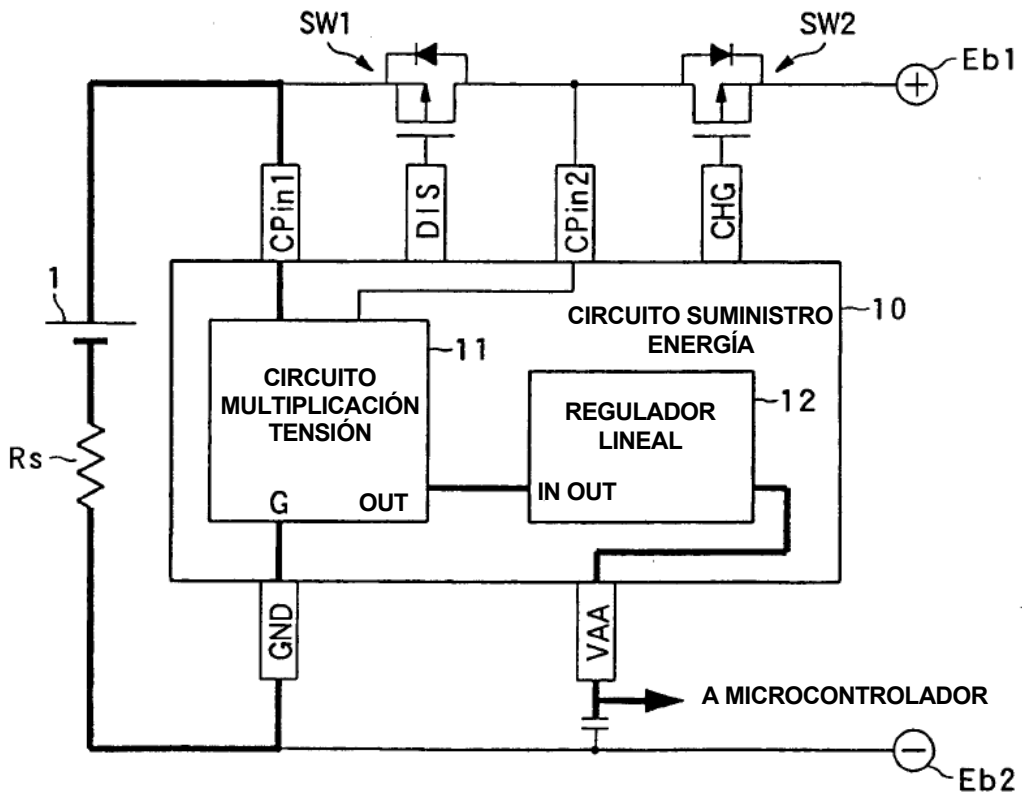 SW1
SW2
Eb1
+
CPin1
DIS
CPin2
CHG
1
10
CIRCUITO SUMINISTRO
ENERGÍA
11
CIRCUITO
MULTIPLICACIÓN
TENSIÓN
12
REGULADOR
LINEAL
Rs
G
OUT
IN OUT
GND
VAA
A MICROCONTROLADOR
−
Eb2